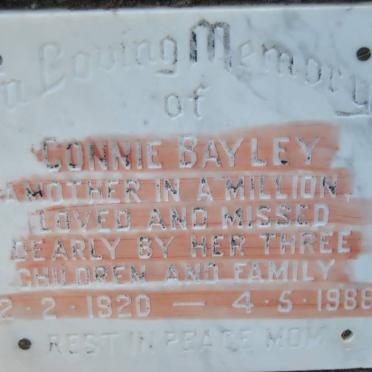 In Loving Memory
of
CONNIE BAYLEY
A MOTHER IN A MILLION,
LOVED AND MISSED
DEARLY BY HER THREE
CHILDREN AND FAMILY
2·2·1920 — 4·5·1988
REST IN PEACE MOM